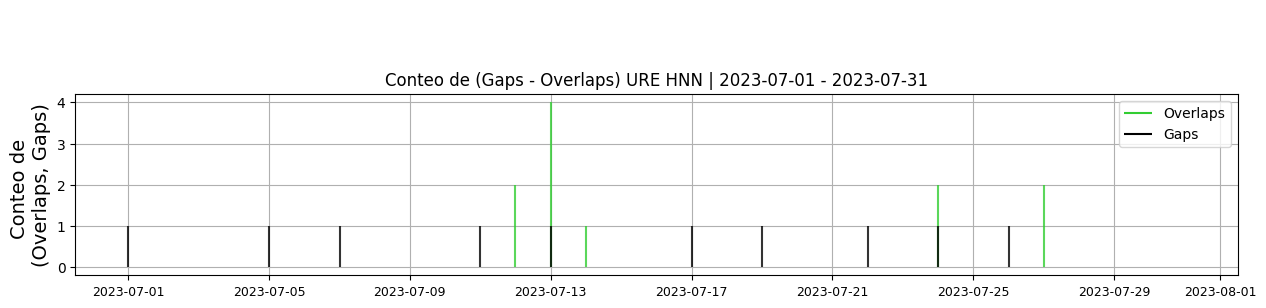 Conteo de (Gaps - Overlaps) URE HNN | 2023-07-01 - 2023-07-31
Conteo de
(Overlaps, Gaps)
4
3
2
1
0
Overlaps
Gaps
2023-07-01 2023-07-05 2023-07-09 2023-07-13 2023-07-17 2023-07-21 2023-07-25 2023-07-29 2023-08-01